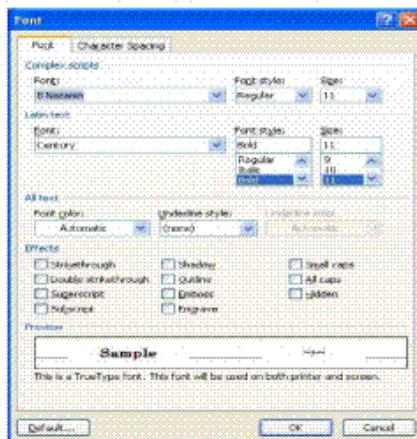 Font
Font Character Spacing
Complex scripts
Font: Font style: Size:
B Nazanin Regular 11
Latin text
Font: Font style: Size:
Century Bold 11
Regular 9
Italic 10
Bold 11
All text
Font color: Underline style: Underline color:
Automatic (none) Automatic
Effects
Strikethrough Shadow Small caps
Double strikethrough Outline All caps
Superscript Emboss Hidden
Subscript Engrave
Preview
Sample
This is a TrueType font. This font will be used on both printer and screen.
Default... OK Cancel